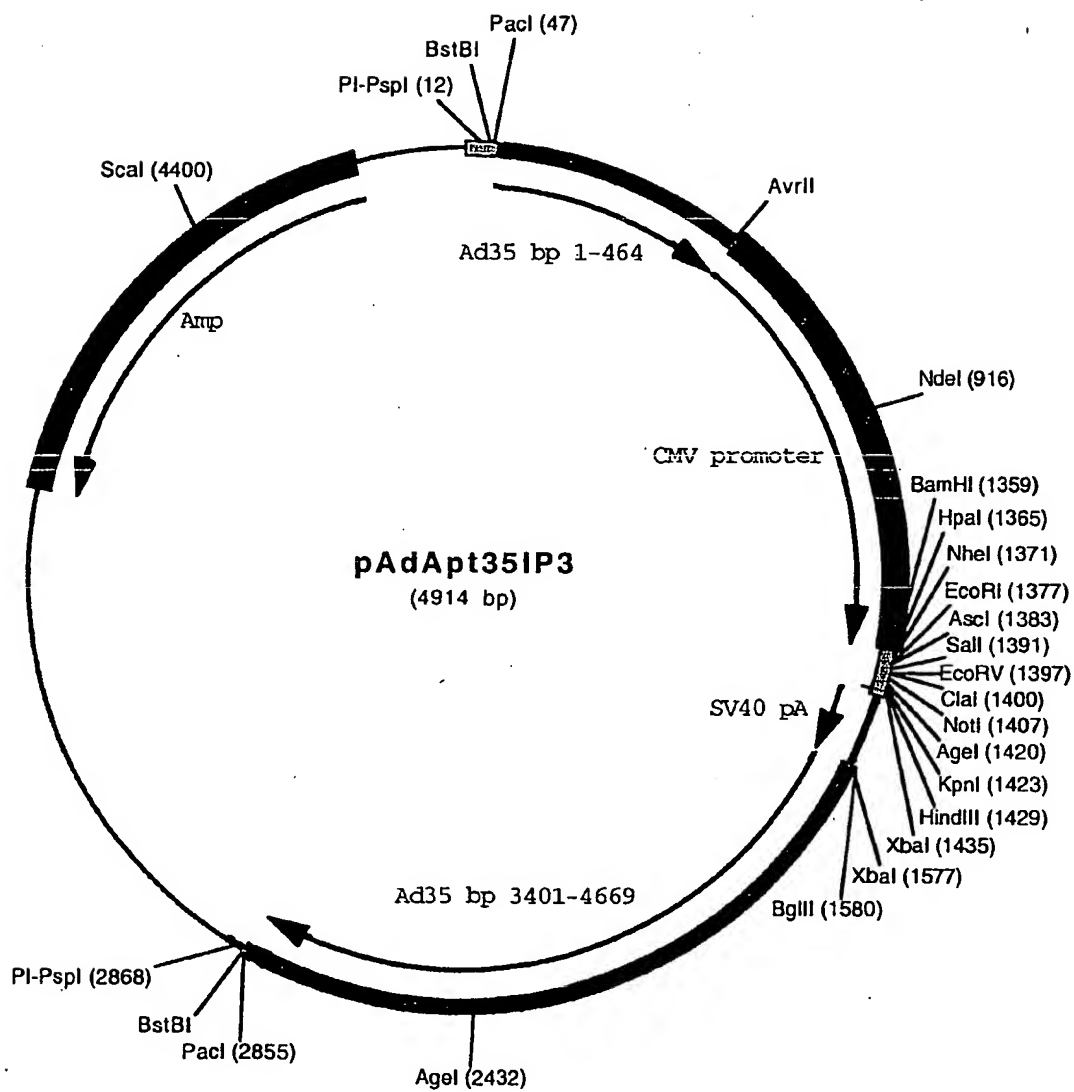 PacI (47)
BstBI
PI-PspI (12)
ScaI (4400)
AvrII
Ad35 bp 1-464
Amp
NdeI (916)
CMV promoter
BamHI (1359)
HpaI (1365)
NheI (1371)
pAdApt35IP3
(4914 bp)
EcoRI (1377)
AscI (1383)
SalI (1391)
EcoRV (1397)
ClaI (1400)
SV40 pA
NotI (1407)
AgeI (1420)
KpnI (1423)
HindIII (1429)
XbaI (1435)
XbaI (1577)
Ad35 bp 3401-4669
BglII (1580)
PI-PspI (2868)
BstBI
PacI (2855)
AgeI (2432)